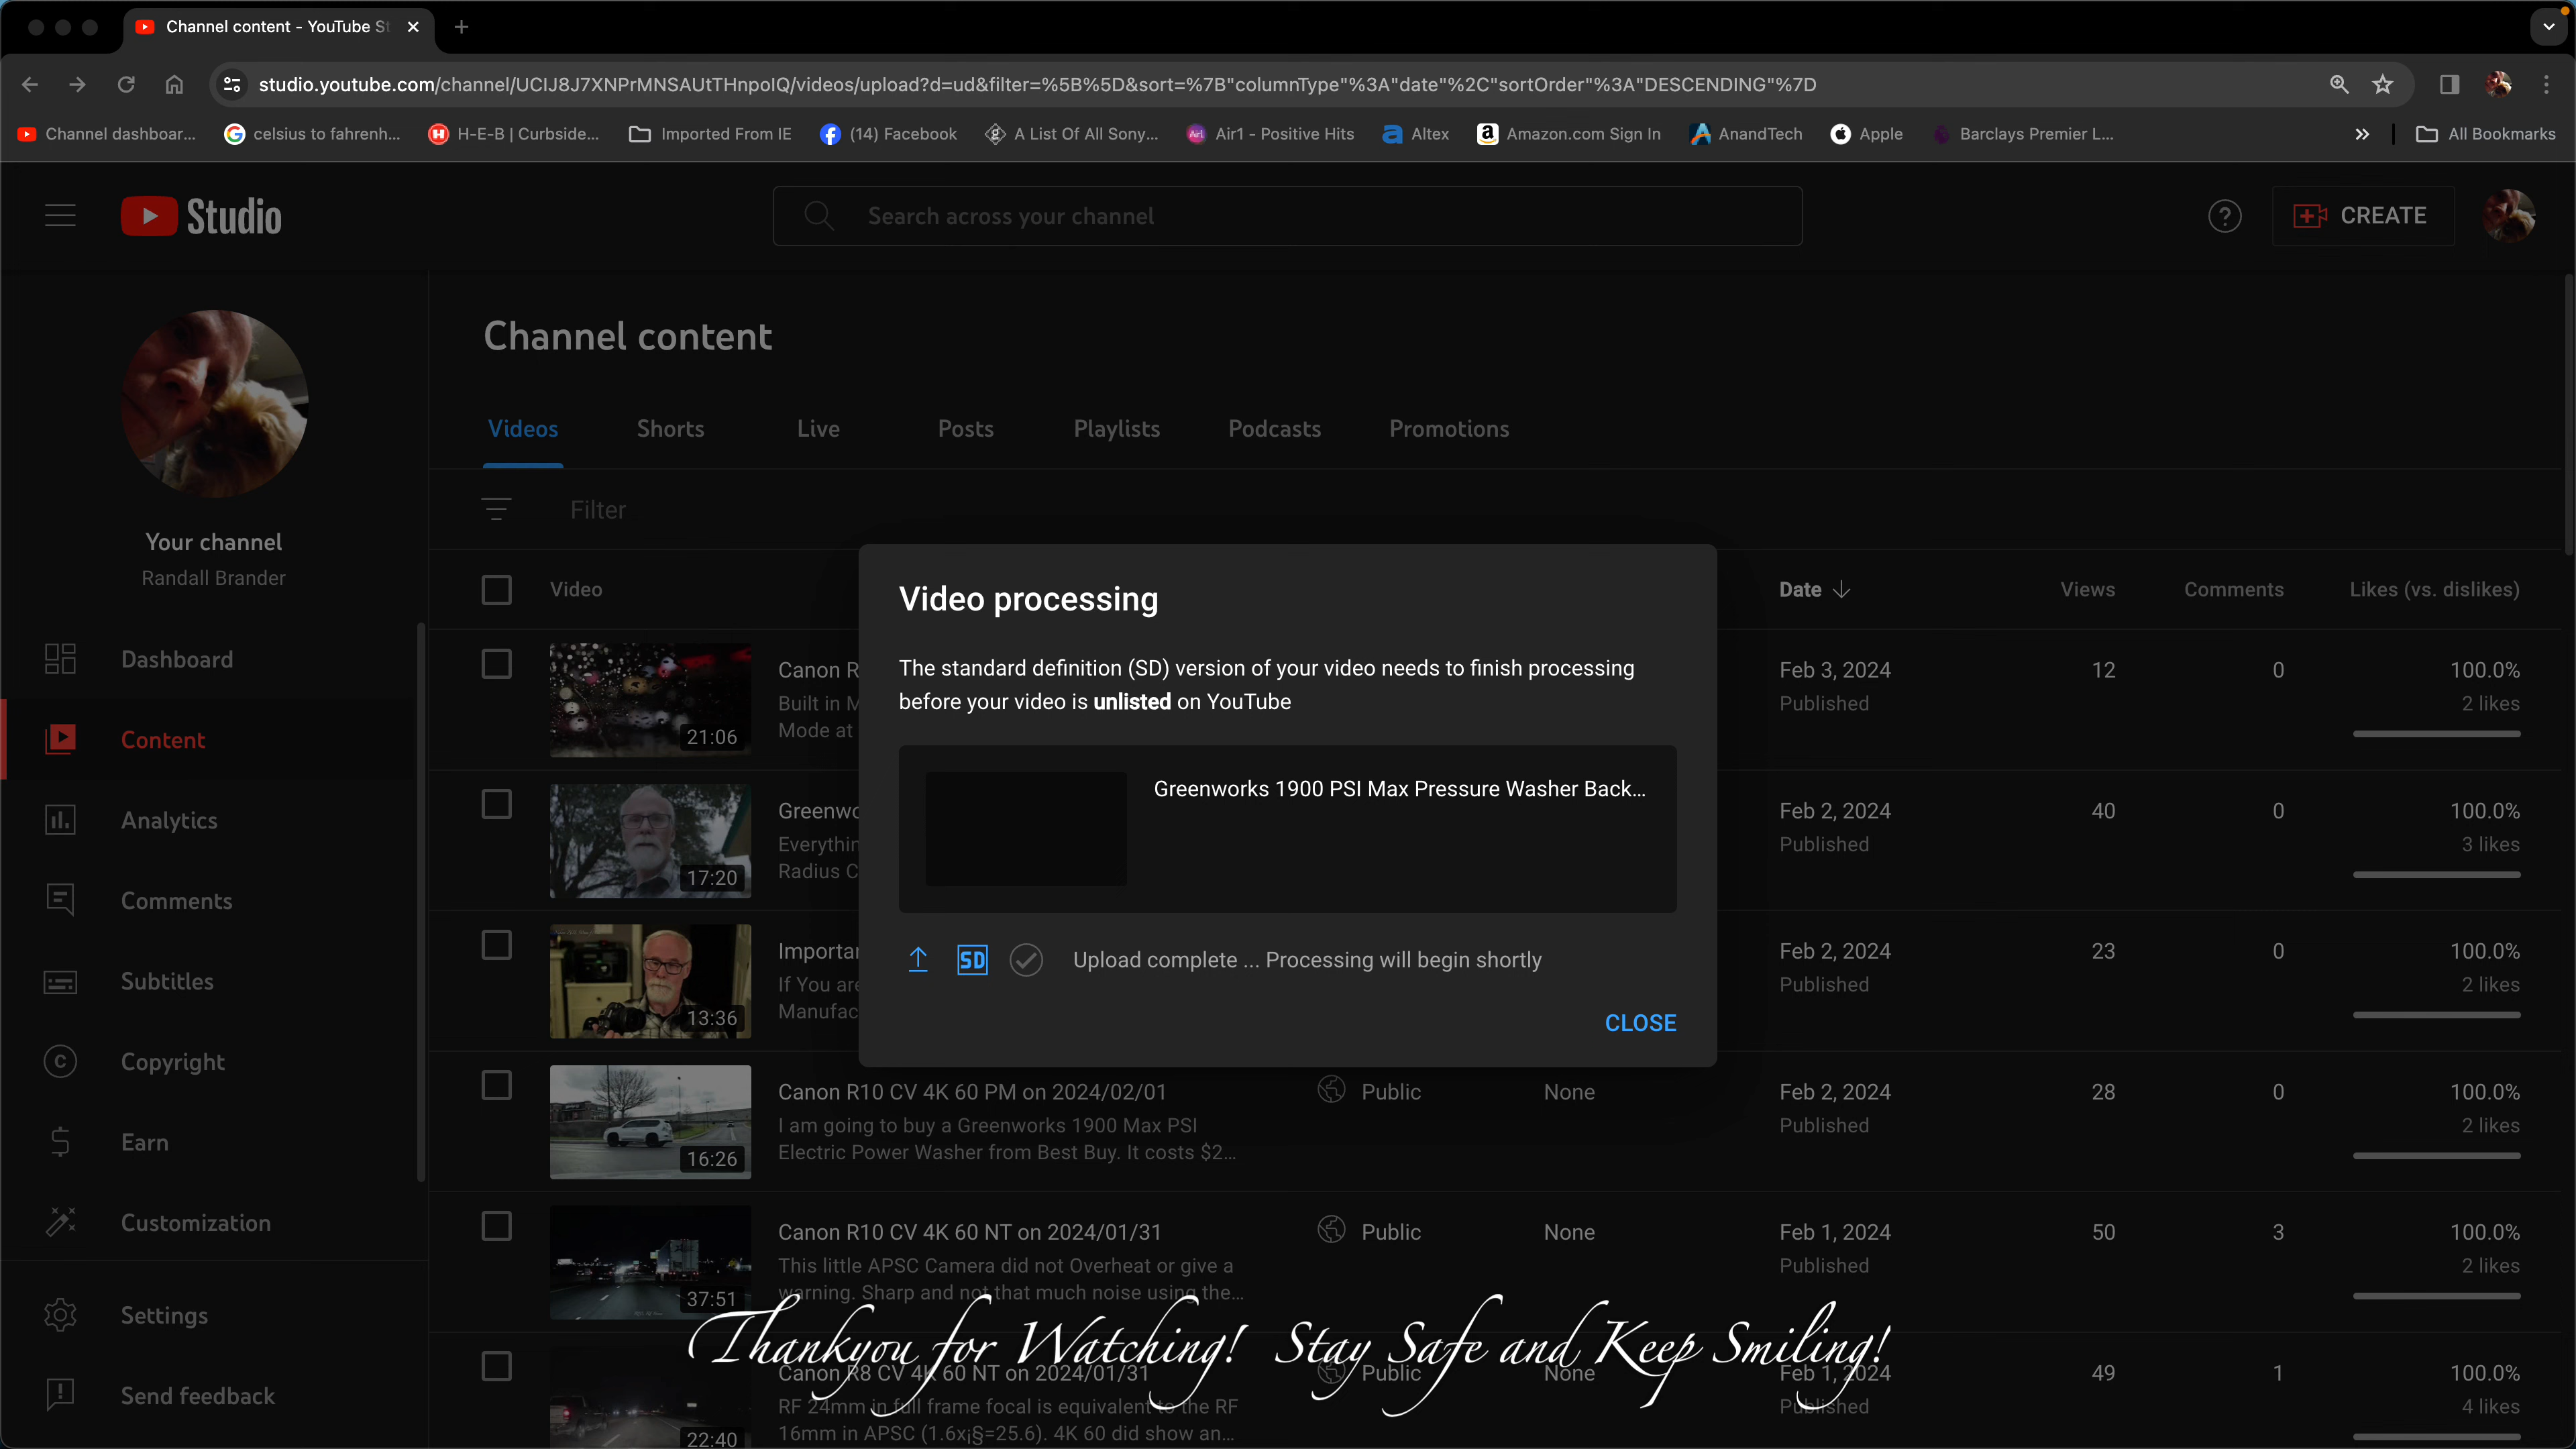 Channel content - YouTube St
studio.youtube.com/channel/UCIJ8J7XNPrMNSAUtTHnpoIQ/videos/upload?d=ud&filter=%5B%5D&sort=%7B"columnType"%3A"date"%2C"sortOrder"%3A"DESCENDING"%7D
Channel dashboar... celsius to fahrenh... H-E-B | Curbside... Imported From IE (14) Facebook A List Of All Sony... Air1 - Positive Hits Altex Amazon.com Sign In AnandTech Apple Barclays Premier L... All Bookmarks
Studio Search across your channel CREATE
Channel content
Videos Shorts Live Posts Playlists Podcasts Promotions
Filter
Your channel
Randall Brander
Dashboard
Content
Analytics
Comments
Subtitles
Copyright
Earn
Customization
Settings
Send feedback
Video Date Views Comments Likes (vs. dislikes)
Canon R Feb 3, 2024 12 0 100.0%
Built in M Published 2 likes
Mode at
21:06
Greenwo Feb 2, 2024 40 0 100.0%
Everythin Published 3 likes
Radius C
17:20
Importa Feb 2, 2024 23 0 100.0%
If You are Published 2 likes
Manufac
13:36
Video processing
The standard definition (SD) version of your video needs to finish processing
before your video is unlisted on YouTube
Greenworks 1900 PSI Max Pressure Washer Back...
SD Upload complete ... Processing will begin shortly
CLOSE
Canon R10 CV 4K 60 PM on 2024/02/01 Public None Feb 2, 2024 28 0 100.0%
I am going to buy a Greenworks 1900 Max PSI Published 2 likes
Electric Power Washer from Best Buy. It costs $2...
16:26
Canon R10 CV 4K 60 NT on 2024/01/31 Public None Feb 1, 2024 50 3 100.0%
This little APSC Camera did not Overheat or give a Published 2 likes
warning. Sharp and not that much noise using the...
37:51
Thankyou for Watching! Stay Safe and Keep Smiling!
Canon R8 CV 4K 60 NT on 2024/01/31 Public None Feb 1, 2024 49 1 100.0%
RF 24mm in full frame focal is equivalent to the RF Published 4 likes
16mm in APSC (1.6x¡§=25.6). 4K 60 did show an...
22:40